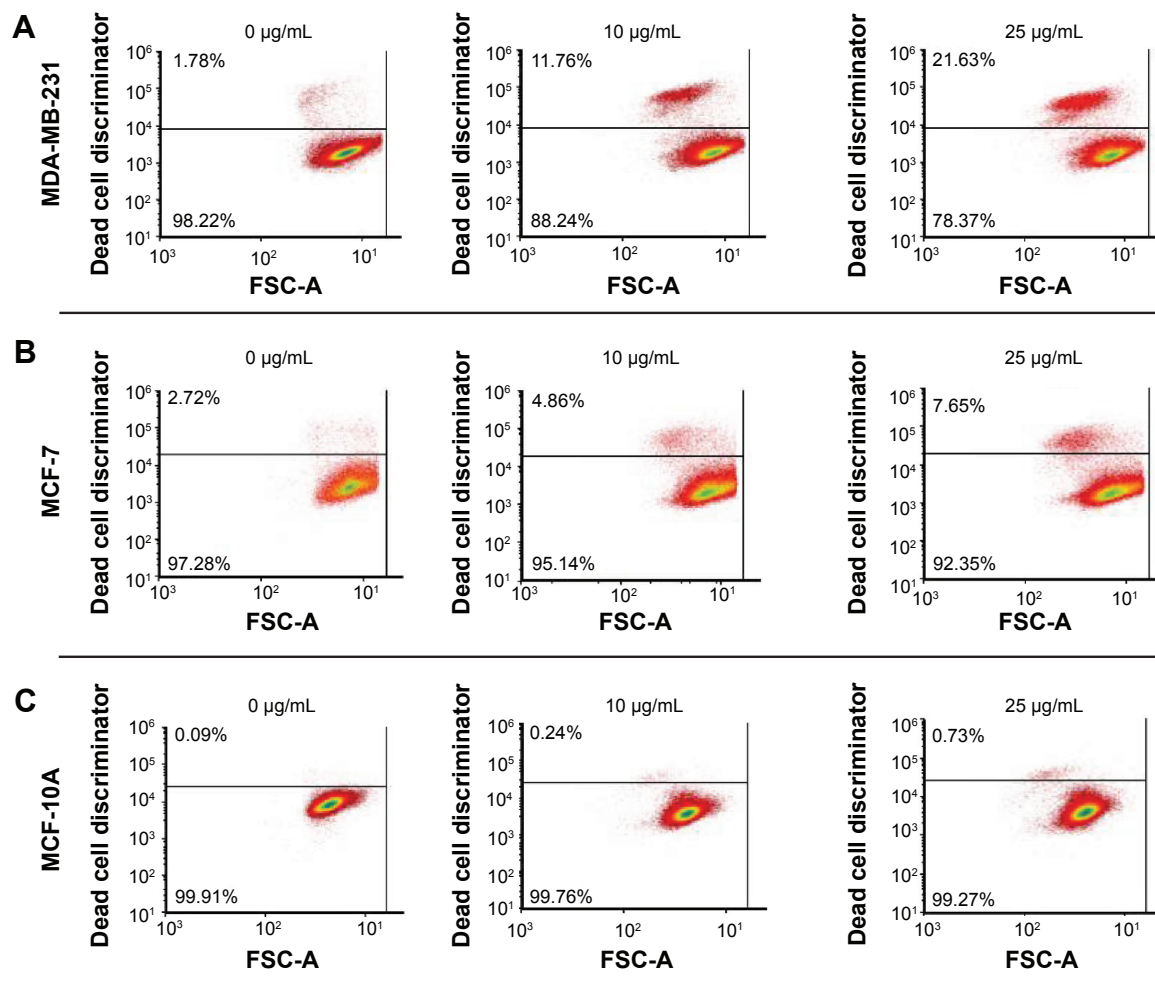 A
MDA-MB-231
0 µg/mL
10 µg/mL
25 µg/mL
Dead cell discriminator
10⁶
10⁵
10⁴
10³
10²
10¹
1.78%
98.22%
10³ 10² 10¹
FSC-A
Dead cell discriminator
10⁶
10⁵
10⁴
10³
10²
10¹
11.76%
88.24%
10³ 10² 10¹
FSC-A
Dead cell discriminator
10⁶
10⁵
10⁴
10³
10²
10¹
21.63%
78.37%
10³ 10² 10¹
FSC-A
B
MCF-7
0 µg/mL
10 µg/mL
25 µg/mL
Dead cell discriminator
10⁶
10⁵
10⁴
10³
10²
10¹
2.72%
97.28%
10³ 10² 10¹
FSC-A
Dead cell discriminator
10⁶
10⁵
10⁴
10³
10²
10¹
4.86%
95.14%
10³ 10² 10¹
FSC-A
Dead cell discriminator
10⁶
10⁵
10⁴
10³
10²
10¹
7.65%
92.35%
10³ 10² 10¹
FSC-A
C
MCF-10A
0 µg/mL
10 µg/mL
25 µg/mL
Dead cell discriminator
10⁶
10⁵
10⁴
10³
10²
10¹
0.09%
99.91%
10³ 10² 10¹
FSC-A
Dead cell discriminator
10⁶
10⁵
10⁴
10³
10²
10¹
0.24%
99.76%
10³ 10² 10¹
FSC-A
Dead cell discriminator
10⁶
10⁵
10⁴
10³
10²
10¹
0.73%
99.27%
10³ 10² 10¹
FSC-A